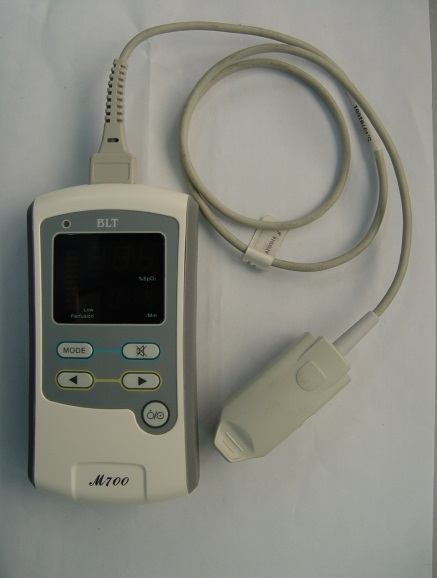 BLT
%SpO₂
Low
Perfusion
/Min
MODE
M700